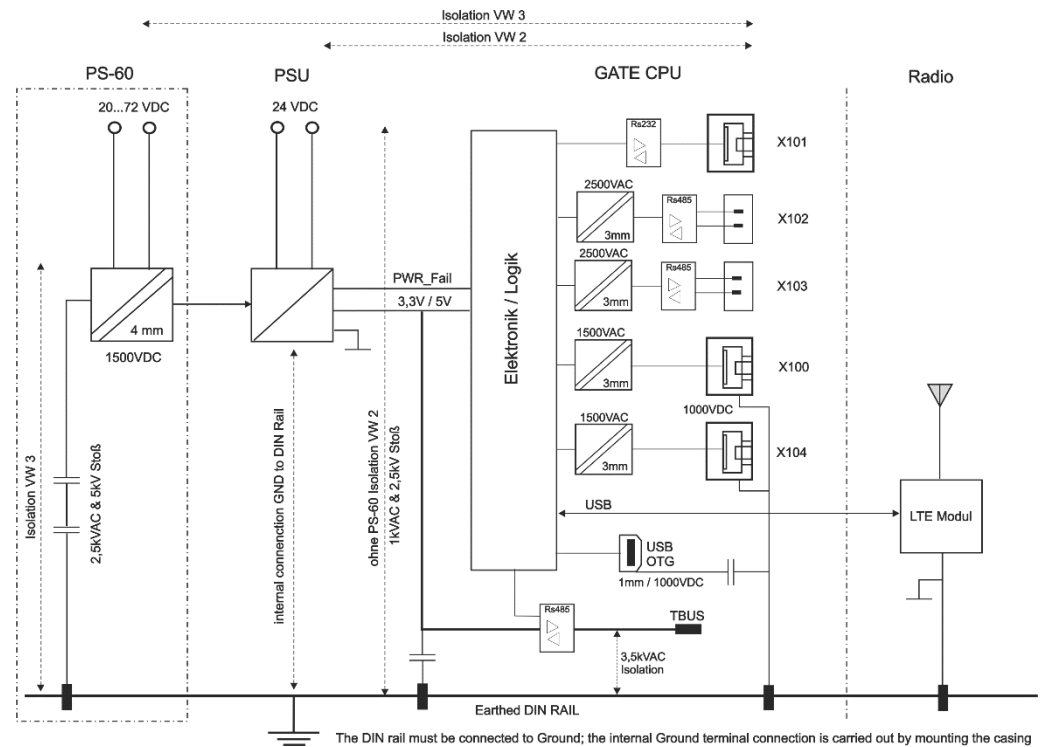 Isolation VW 3
Isolation VW 2
PS-60
PSU
GATE CPU
Radio
20...72 VDC
24 VDC
Rs232
X101
2500VAC
3mm
Rs485
X102
2500VAC
3mm
Rs485
X103
PWR_Fail
3,3V / 5V
4 mm
1500VDC
Elektronik / Logik
1500VAC
3mm
X100
1000VDC
1500VAC
3mm
X104
Isolation VW 3
2,5kVAC & 5kV Stoß
internal connenction GND to DIN Rail
ohne PS-60 Isolation VW 2
1kVAC & 2,5kV Stoß
USB
LTE Modul
USB
OTG
1mm / 1000VDC
Rs485
TBUS
3,5kVAC
Isolation
Earthed DIN RAIL
The DIN rail must be connected to Ground; the internal Ground terminal connection is carried out by mounting the casing